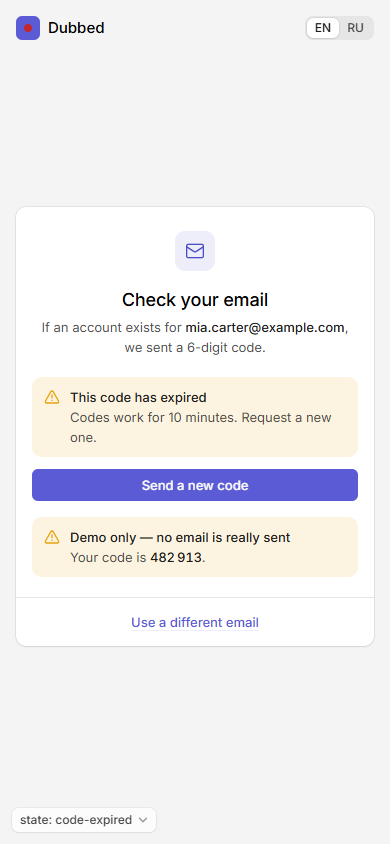 Dubbed
EN RU
Check your email
If an account exists for mia.carter@example.com,
we sent a 6-digit code.
This code has expired
Codes work for 10 minutes. Request a new
one.
Send a new code
Demo only — no email is really sent
Your code is 482 913.
Use a different email
state: code-expired